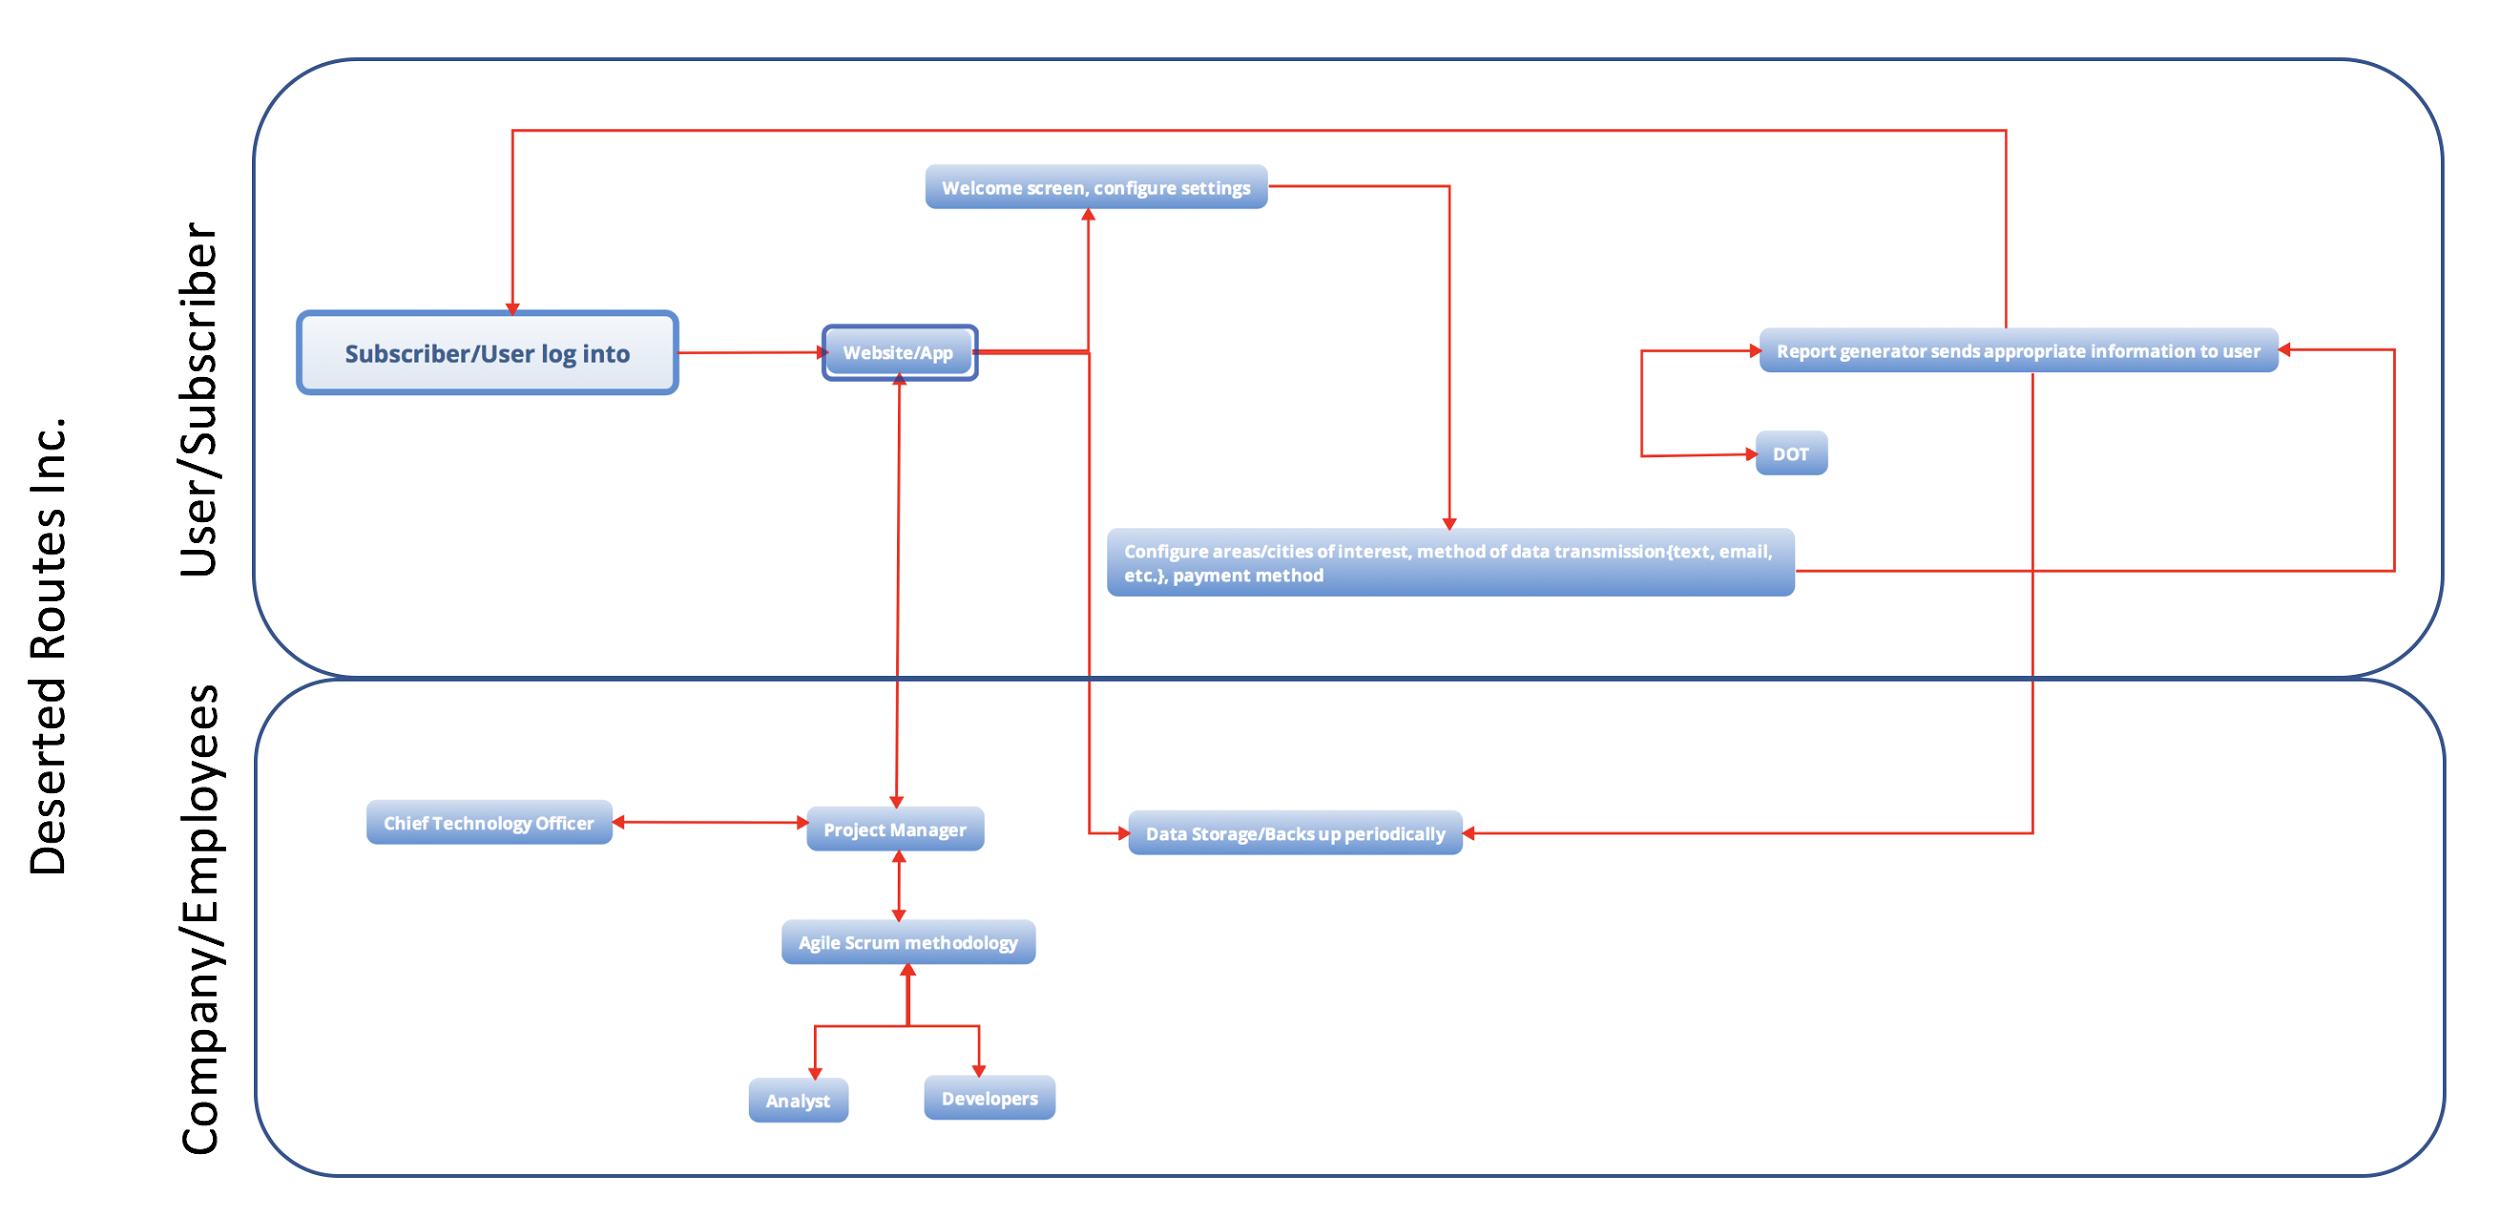 Deserted Routes Inc.
User/Subscriber
Welcome screen, configure settings
Subscriber/User log into
Website/App
Report generator sends appropriate information to user
DOT
Configure areas/cities of interest, method of data transmission{text, email,
etc.}, payment method
Company/Employees
Chief Technology Officer
Project Manager
Data Storage/Backs up periodically
Agile Scrum methodology
Analyst
Developers